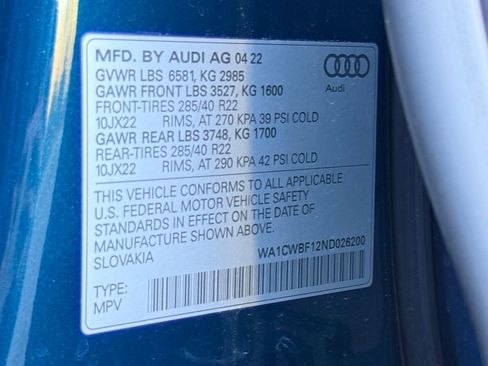 MFD. BY AUDI AG 04 22
GVWR LBS 6581, KG 2985
GAWR FRONT LBS 3527, KG 1600
FRONT-TIRES 285/40 R22
10JX22 RIMS, AT 270 KPA 39 PSI COLD
GAWR REAR LBS 3748, KG 1700
REAR-TIRES 285/40 R22
10JX22 RIMS, AT 290 KPA 42 PSI COLD
Audi
THIS VEHICLE CONFORMS TO ALL APPLICABLE
U.S. FEDERAL MOTOR VEHICLE SAFETY
STANDARDS IN EFFECT ON THE DATE OF
MANUFACTURE SHOWN ABOVE.
SLOVAKIA
WA1CWBF12ND026200
TYPE:
MPV